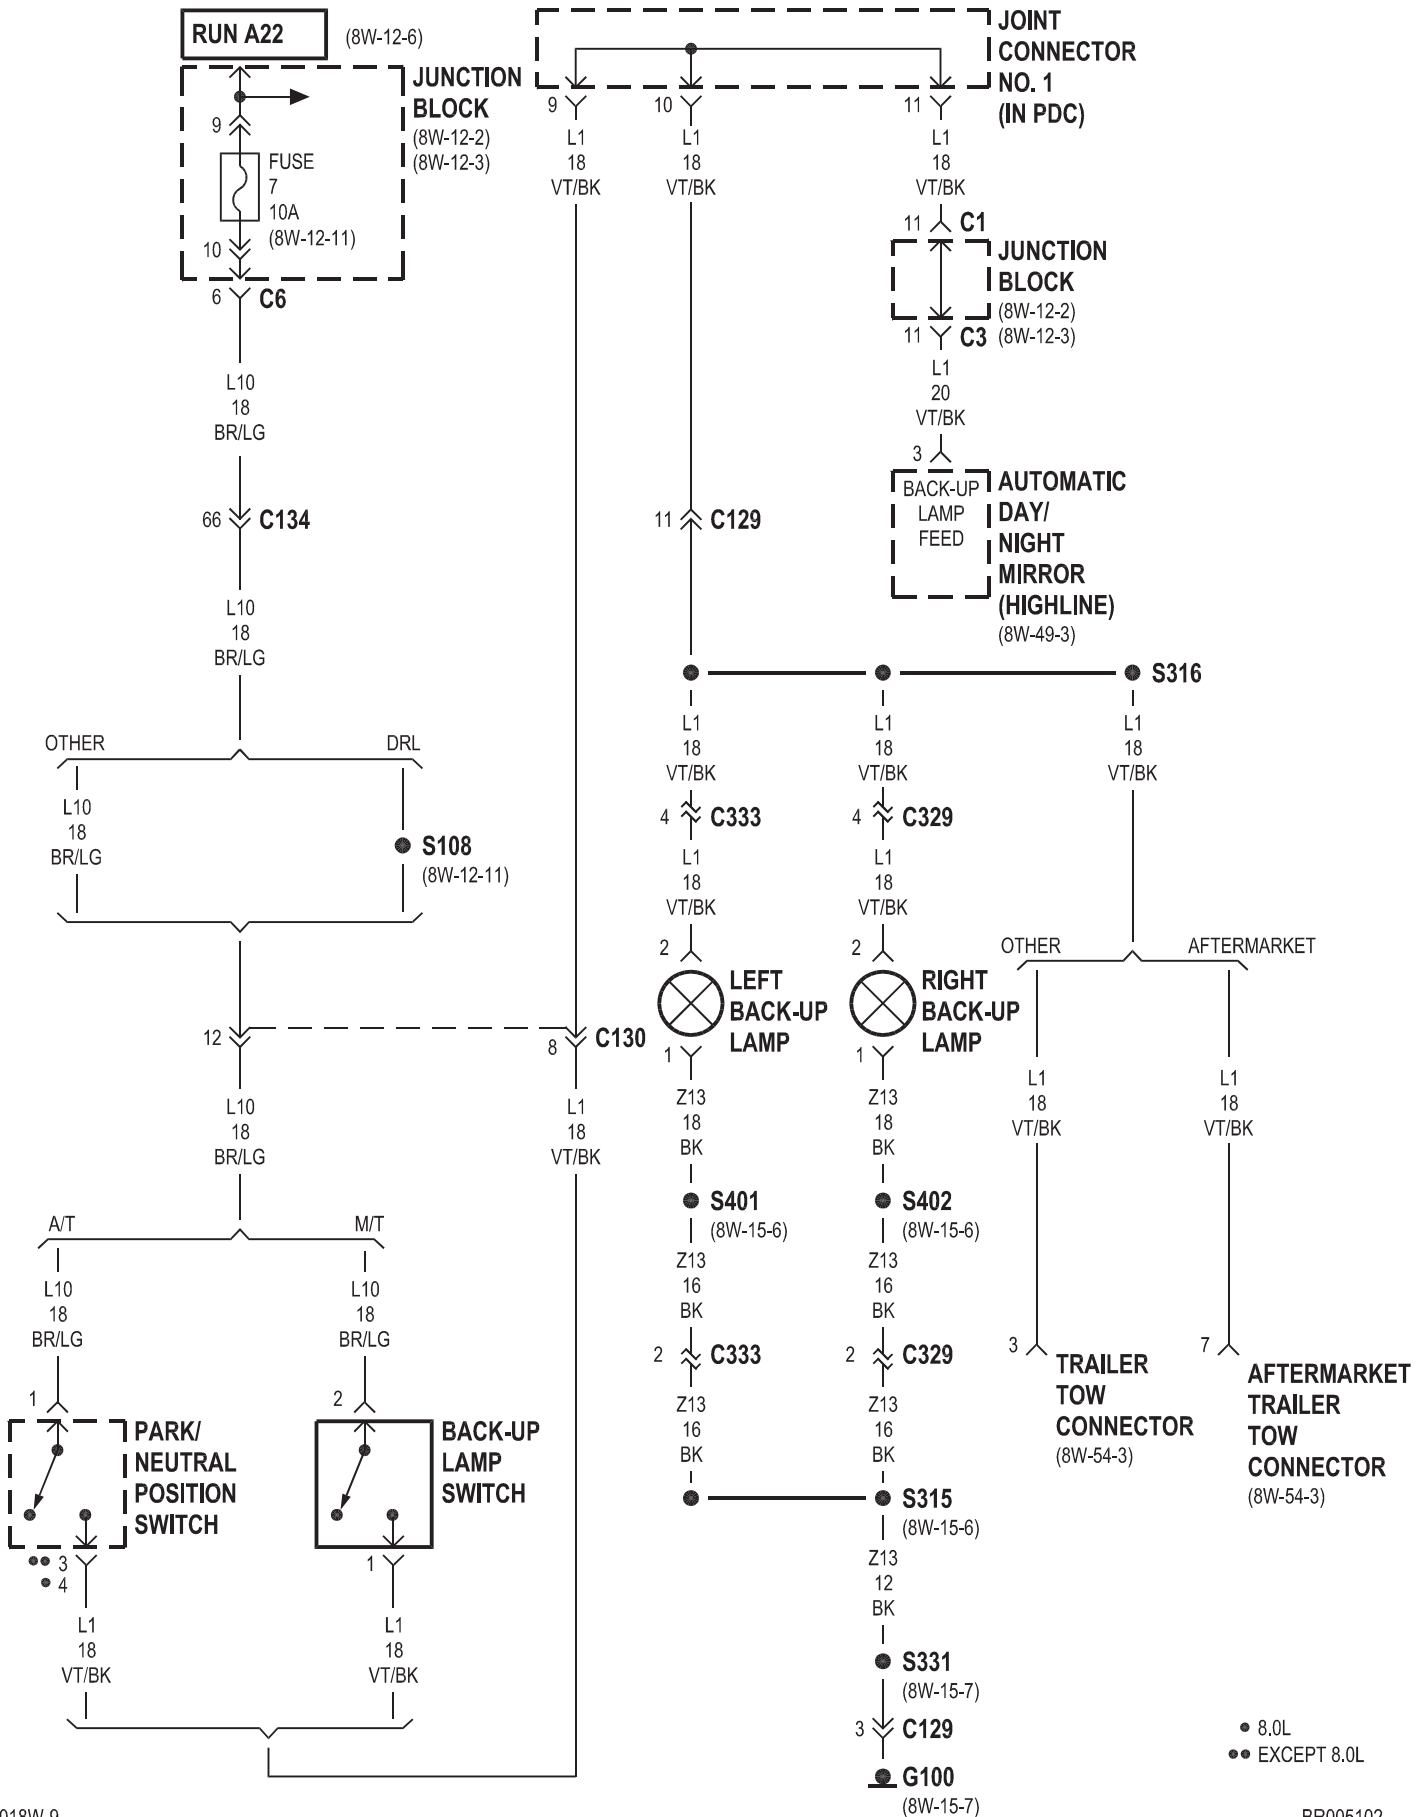 RUN A22
(8W-12-6)
JUNCTION
BLOCK
(8W-12-2)
(8W-12-3)
9
FUSE
7
10A
(8W-12-11)
10
6
C6
L10
18
BR/LG
66
C134
L10
18
BR/LG
OTHER
DRL
L10
18
BR/LG
S108
(8W-12-11)
12
8
C130
L10
18
BR/LG
L1
18
VT/BK
A/T
M/T
L10
18
BR/LG
L10
18
BR/LG
1
PARK/
NEUTRAL
POSITION
SWITCH
2
BACK-UP
LAMP
SWITCH
3
4
1
L1
18
VT/BK
L1
18
VT/BK
JOINT
CONNECTOR
NO. 1
(IN PDC)
9
10
11
L1
18
VT/BK
L1
18
VT/BK
L1
18
VT/BK
11
C1
JUNCTION
BLOCK
(8W-12-2)
(8W-12-3)
11
C3
L1
20
VT/BK
3
BACK-UP
LAMP
FEED
AUTOMATIC
DAY/
NIGHT
MIRROR
(HIGHLINE)
(8W-49-3)
11
C129
S316
L1
18
VT/BK
L1
18
VT/BK
L1
18
VT/BK
4
C333
4
C329
L1
18
VT/BK
L1
18
VT/BK
2
LEFT
BACK-UP
LAMP
1
2
RIGHT
BACK-UP
LAMP
1
Z13
18
BK
Z13
18
BK
S401
(8W-15-6)
S402
(8W-15-6)
Z13
16
BK
Z13
16
BK
2
C333
2
C329
Z13
16
BK
Z13
16
BK
S315
(8W-15-6)
Z13
12
BK
S331
(8W-15-7)
3
C129
G100
(8W-15-7)
OTHER
AFTERMARKET
L1
18
VT/BK
L1
18
VT/BK
3
TRAILER
TOW
CONNECTOR
(8W-54-3)
7
AFTERMARKET
TRAILER
TOW
CONNECTOR
(8W-54-3)
8.0L
EXCEPT 8.0L